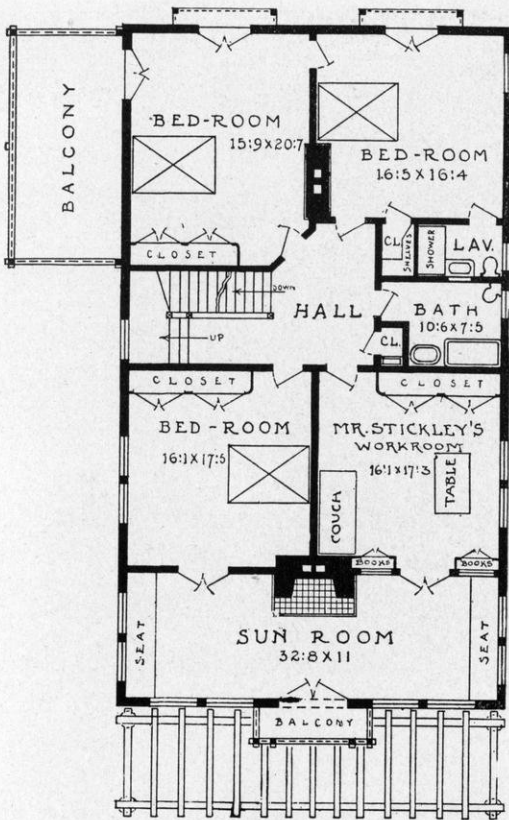 BALCONY
BED-ROOM
15:9 X 20:7
BED-ROOM
16:5 X 16:4
CLOSET
CL.
SHELVES
SHOWER
LAV.
DOWN
HALL
BATH
10:6 X 7:5
UP
CL.
CLOSET
CLOSET
BED-ROOM
16:1 X 17:5
MR. STICKLEY'S
WORKROOM
16:1 X 17:3
COUCH
TABLE
BOOKS
BOOKS
SEAT
SUN ROOM
32:8 X 11
SEAT
BALCONY